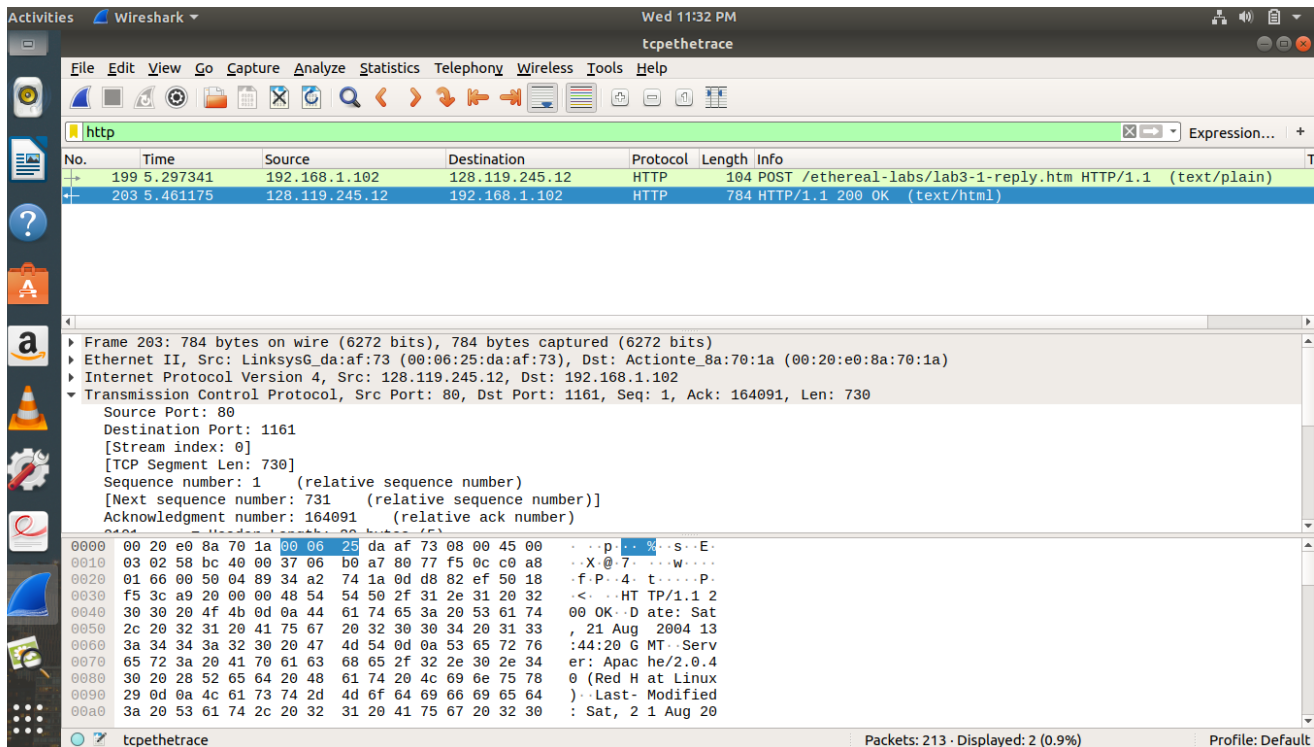 Activities Wireshark Wed 11:32 PM
tcpethetrace
File Edit View Go Capture Analyze Statistics Telephony Wireless Tools Help
http Expression… +
No. Time Source Destination Protocol Length Info
199 5.297341 192.168.1.102 128.119.245.12 HTTP 104 POST /ethereal-labs/lab3-1-reply.htm HTTP/1.1 (text/plain)
203 5.461175 128.119.245.12 192.168.1.102 HTTP 784 HTTP/1.1 200 OK (text/html)
Frame 203: 784 bytes on wire (6272 bits), 784 bytes captured (6272 bits)
Ethernet II, Src: LinksysG_da:af:73 (00:06:25:da:af:73), Dst: Actionte_8a:70:1a (00:20:e0:8a:70:1a)
Internet Protocol Version 4, Src: 128.119.245.12, Dst: 192.168.1.102
Transmission Control Protocol, Src Port: 80, Dst Port: 1161, Seq: 1, Ack: 164091, Len: 730
Source Port: 80
Destination Port: 1161
[Stream index: 0]
[TCP Segment Len: 730]
Sequence number: 1 (relative sequence number)
[Next sequence number: 731 (relative sequence number)]
Acknowledgment number: 164091 (relative ack number)
0000 00 20 e0 8a 70 1a 00 06 25 da af 73 08 00 45 00 · ··p··· %··s··E·
0010 03 02 58 bc 40 00 37 06 b0 a7 80 77 f5 0c c0 a8 ··X·@·7· ···w····
0020 01 66 00 50 04 89 34 a2 74 1a 0d d8 82 ef 50 18 ·f·P··4· t·····P·
0030 f5 3c a9 20 00 00 48 54 54 50 2f 31 2e 31 20 32 ·<· ··HT TP/1.1 2
0040 30 30 20 4f 4b 0d 0a 44 61 74 65 3a 20 53 61 74 00 OK··D ate: Sat
0050 2c 20 32 31 20 41 75 67 20 32 30 30 34 20 31 33 , 21 Aug 2004 13
0060 3a 34 34 3a 32 30 20 47 4d 54 0d 0a 53 65 72 76 :44:20 G MT··Serv
0070 65 72 3a 20 41 70 61 63 68 65 2f 32 2e 30 2e 34 er: Apac he/2.0.4
0080 30 20 28 52 65 64 20 48 61 74 20 4c 69 6e 75 78 0 (Red H at Linux
0090 29 0d 0a 4c 61 73 74 2d 4d 6f 64 69 66 69 65 64 )··Last- Modified
00a0 3a 20 53 61 74 2c 20 32 31 20 41 75 67 20 32 30 : Sat, 2 1 Aug 20
tcpethetrace Packets: 213 · Displayed: 2 (0.9%) Profile: Default